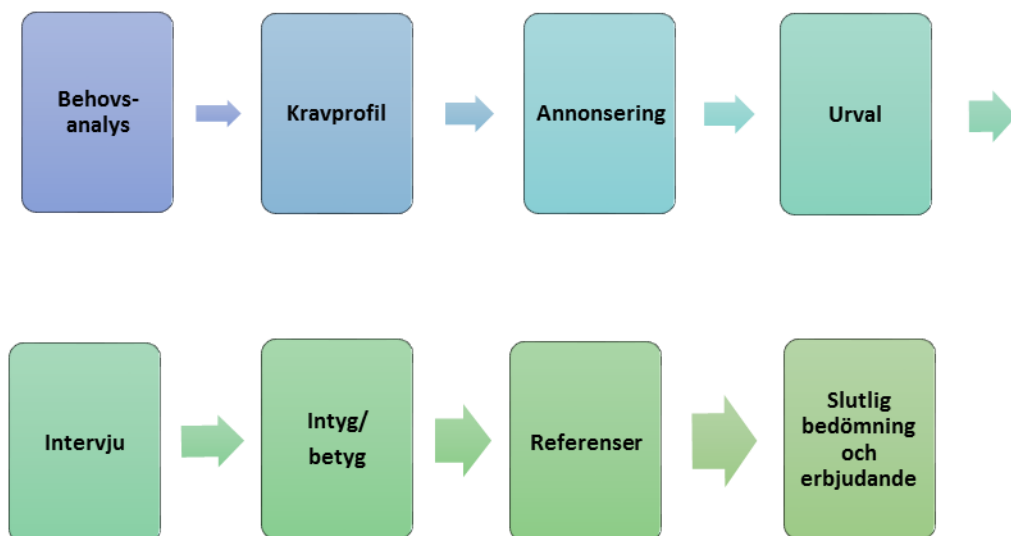 Behovs-
analys
Kravprofil
Annonsering
Urval
Intervju
Intyg/
betyg
Referenser
Slutlig
bedömning
och
erbjudande